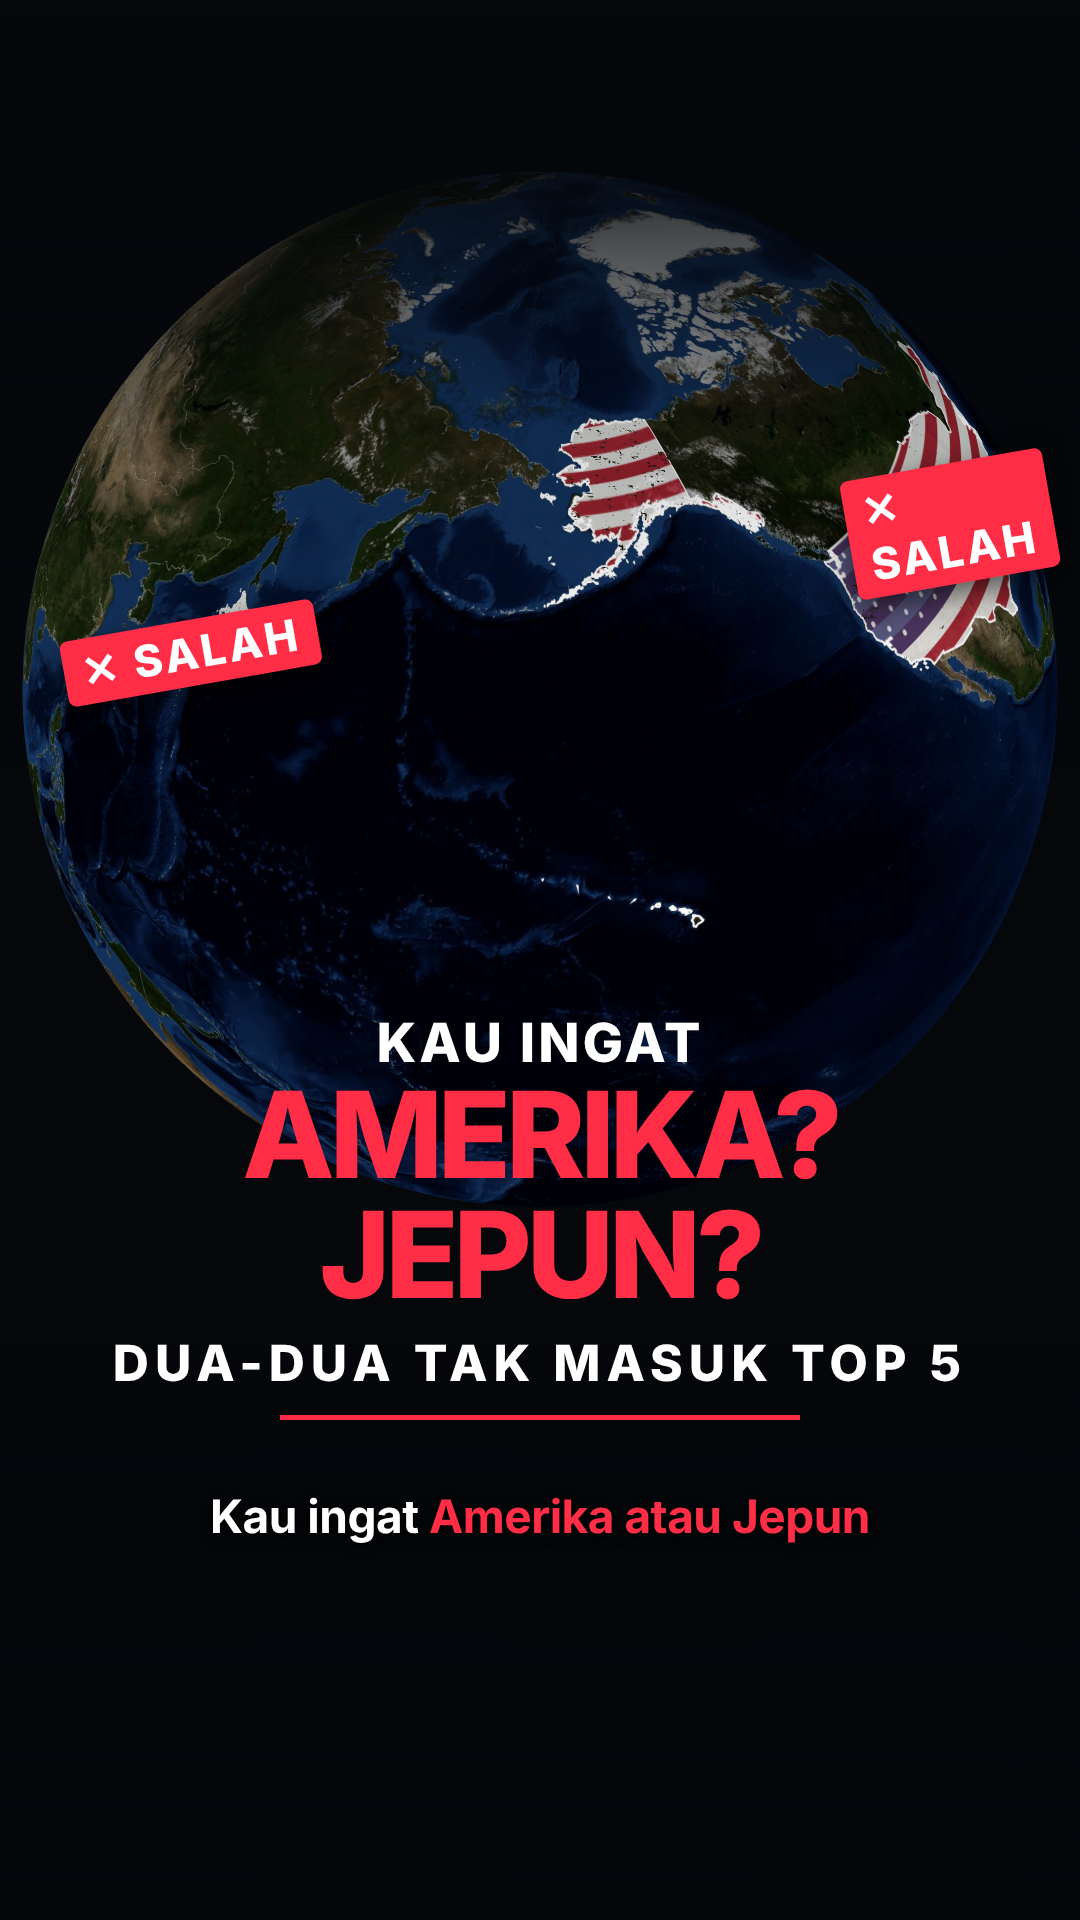 ✕
SALAH
✕ SALAH
KAU INGAT
AMERIKA?
JEPUN?
DUA-DUA TAK MASUK TOP 5
Kau ingat Amerika atau Jepun